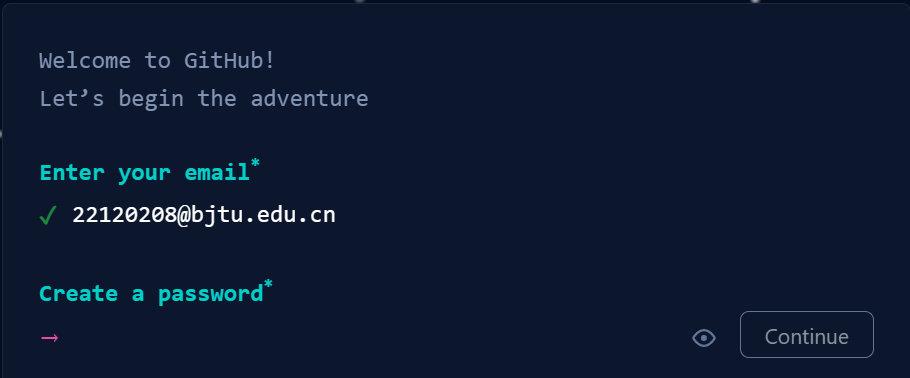 Welcome to GitHub!
Let’s begin the adventure
Enter your email*
✓ 22120208@bjtu.edu.cn
Create a password*
→
Continue